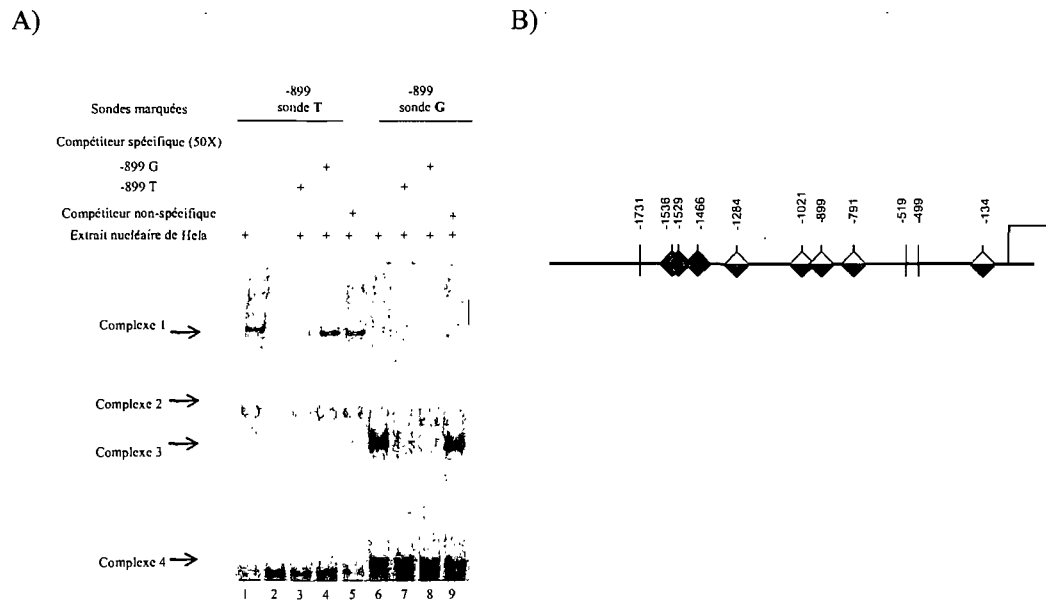 A)
B)
-899 -899
Sondes marquées sonde T sonde G
Compétiteur spécifique (50X)
-899 G + +
-899 T + +
Compétiteur non-spécifique + +
Extrait nucléaire de Hela + + + + + + + +
Complexe 1
Complexe 2
Complexe 3
Complexe 4
1 2 3 4 5 6 7 8 9
-1731 -1538 -1529 -1466 -1284 -1021 -899 -791 -519 -499 -134